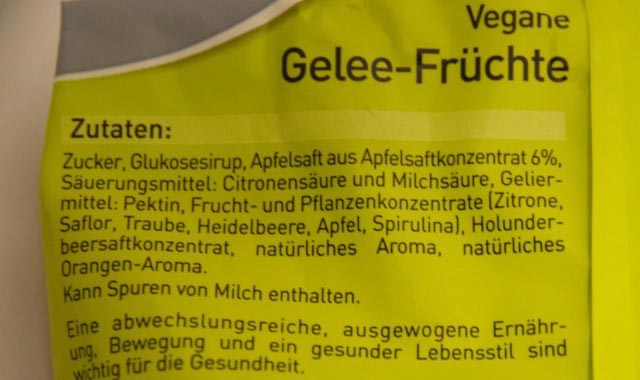 Vegane
Gelee-Früchte
Zutaten:
Zucker, Glukosesirup, Apfelsaft aus Apfelsaftkonzentrat 6%,
Säuerungsmittel: Citronensäure und Milchsäure, Gelier-
mittel: Pektin, Frucht- und Pflanzenkonzentrate (Zitrone,
Saflor, Traube, Heidelbeere, Apfel, Spirulina), Holunder-
beersaftkonzentrat, natürliches Aroma, natürliches
Orangen-Aroma.
Kann Spuren von Milch enthalten.
Eine abwechslungsreiche, ausgewogene Ernähr-
ung, Bewegung und ein gesunder Lebensstil sind
wichtig für die Gesundheit.